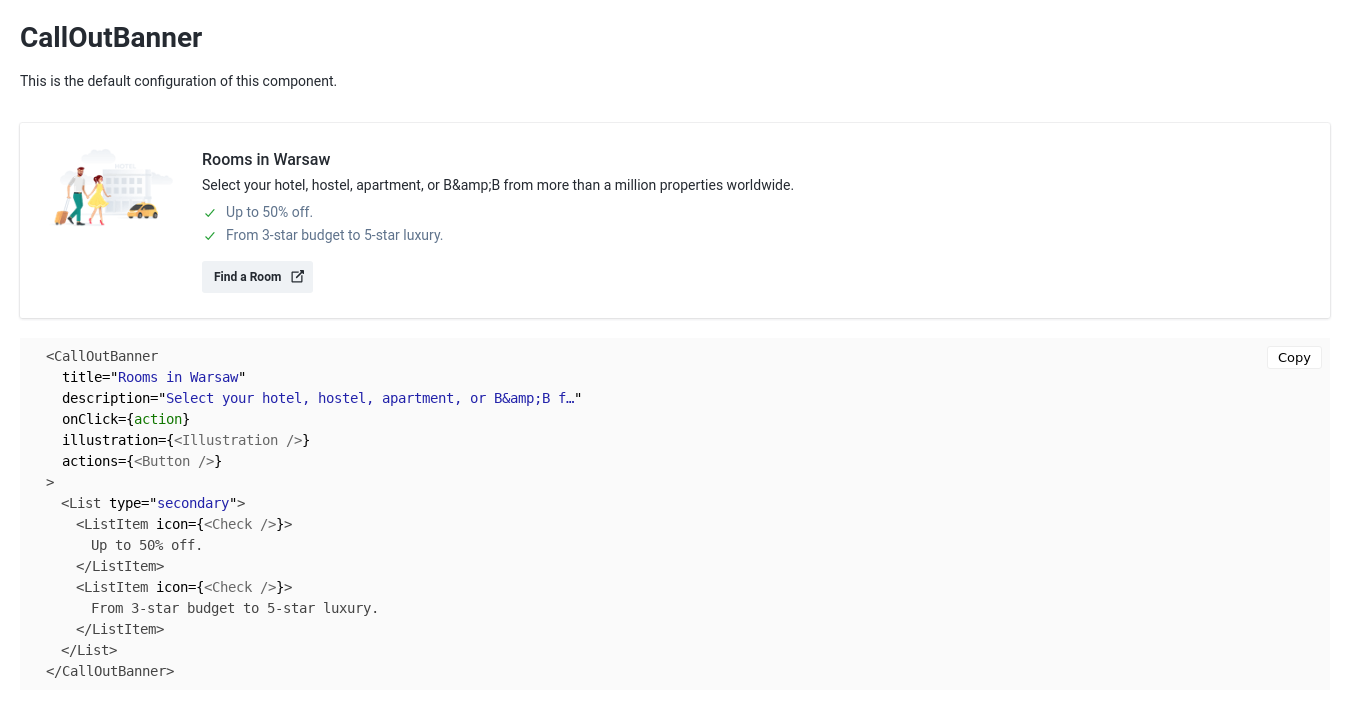 CallOutBanner
This is the default configuration of this component.
Rooms in Warsaw
Select your hotel, hostel, apartment, or B&amp;B from more than a million properties worldwide.
Up to 50% off.
From 3-star budget to 5-star luxury.
Find a Room
Copy
<CallOutBanner
title="Rooms in Warsaw"
description="Select your hotel, hostel, apartment, or B&amp;B f…"
onClick={action}
illustration={<Illustration />}
actions={<Button />}
>
<List type="secondary">
<ListItem icon={<Check />}>
Up to 50% off.
</ListItem>
<ListItem icon={<Check />}>
From 3-star budget to 5-star luxury.
</ListItem>
</List>
</CallOutBanner>